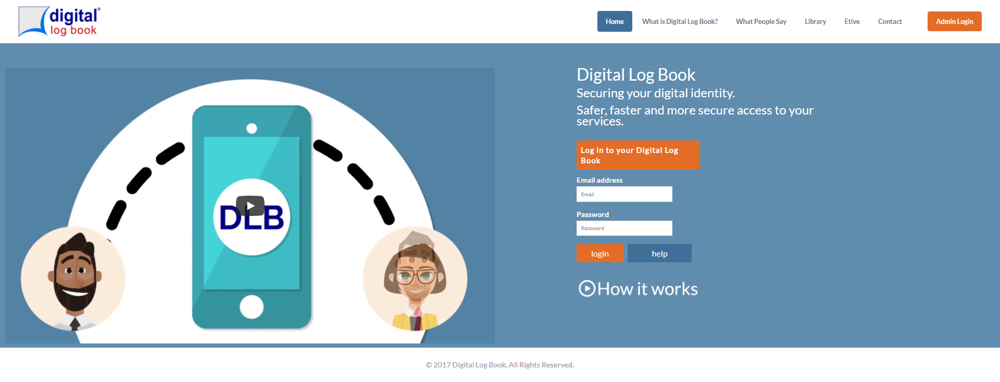 digital®
log book
Home
What is Digital Log Book?
What People Say
Library
Etive
Contact
Admin Login
DLB
Digital Log Book
Securing your digital identity.
Safer, faster and more secure access to your
services.
Log in to your Digital Log
Book
Email address
Email
Password
Password
login
help
How it works
© 2017 Digital Log Book. All Rights Reserved.